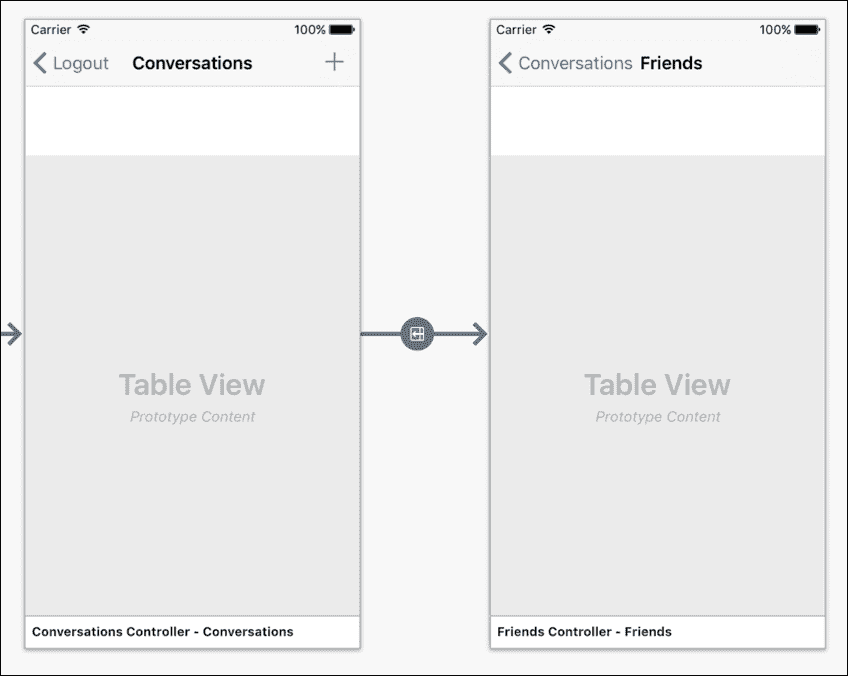 Carrier 100%
Logout Conversations +
Table View
Prototype Content
Conversations Controller - Conversations
Carrier 100%
Conversations Friends
Table View
Prototype Content
Friends Controller - Friends